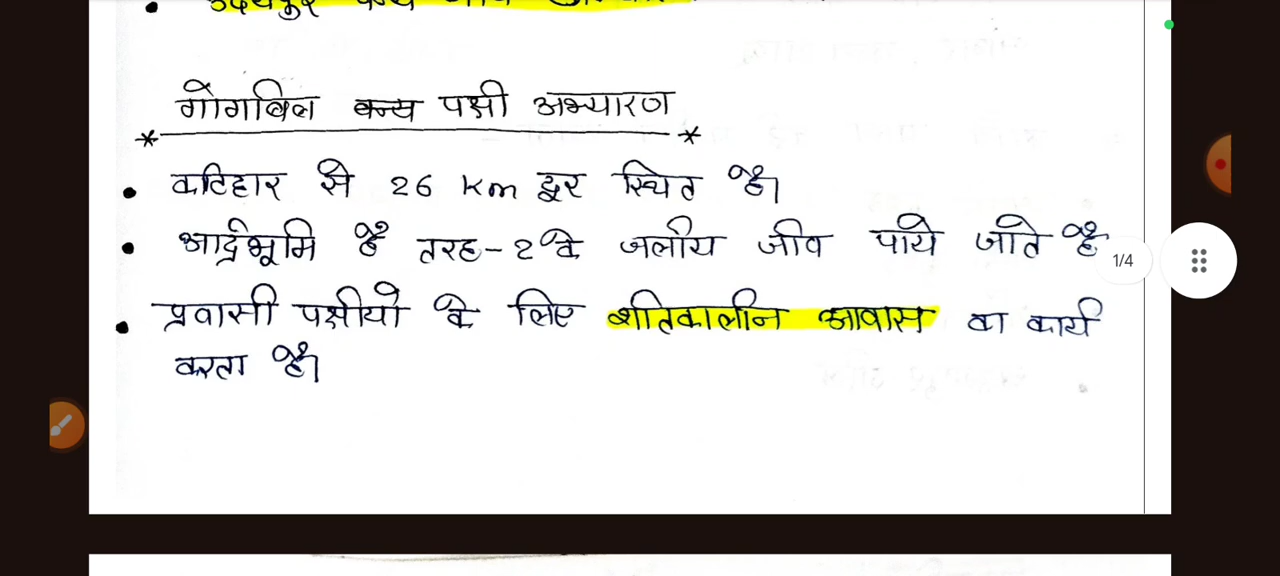 गोगाबिल वन्य पक्षी अभ्यारण
कटिहार से 26 km दूर स्थित है।
आर्द्रभूमि है तरह-2 के जलीय जीव पाये जाते है
1/4
प्रवासी पक्षीयों के लिए शीतकालीन आवास का कार्य
करता है।